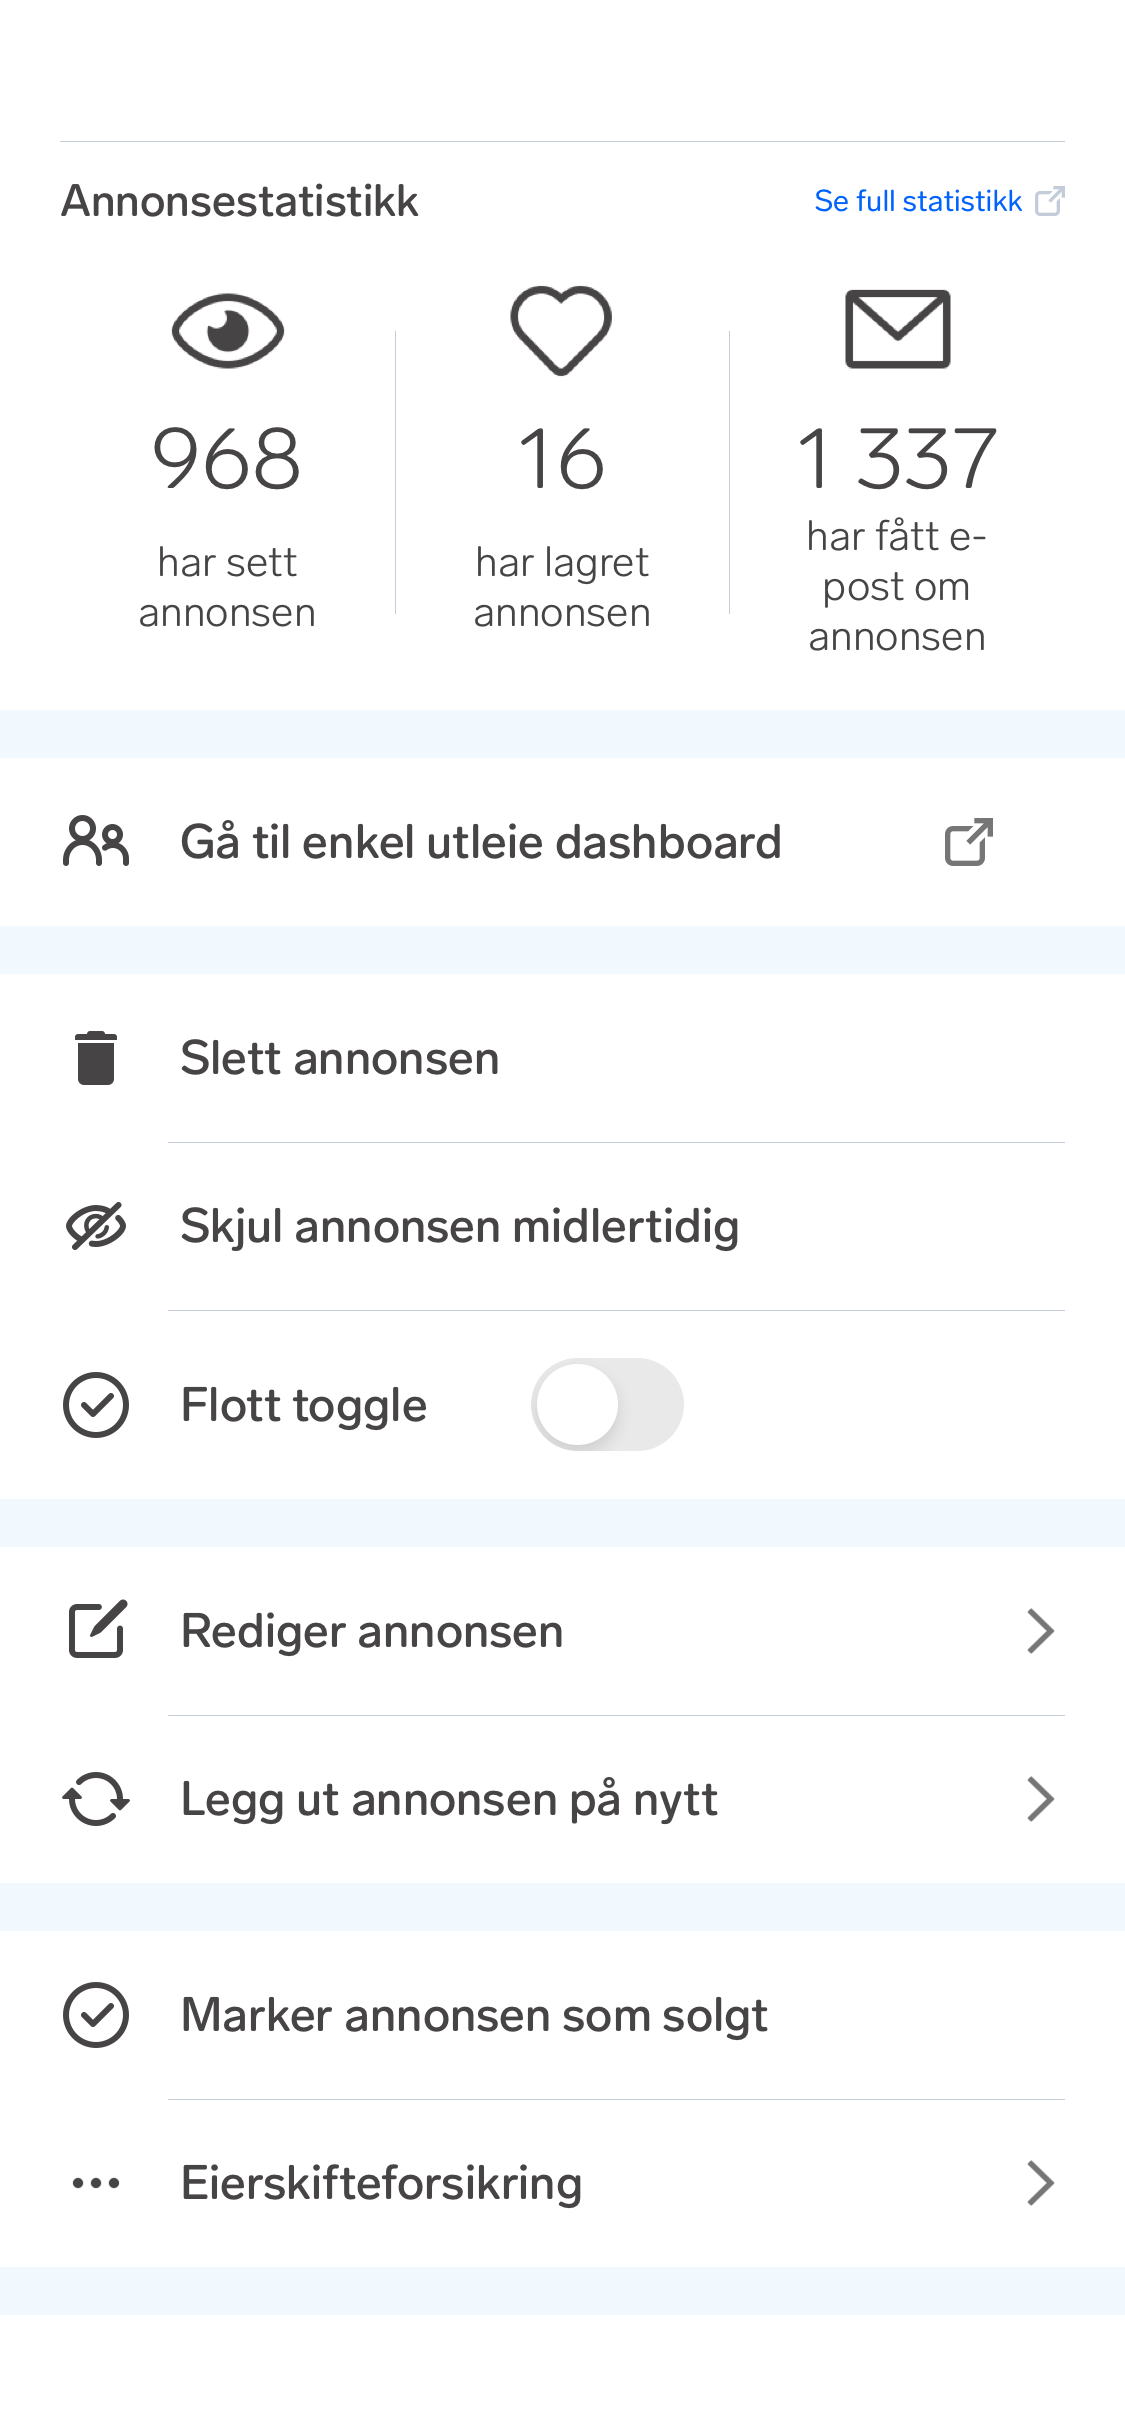 Annonsestatistikk
Se full statistikk
968
har sett
annonsen
16
har lagret
annonsen
1 337
har fått e-
post om
annonsen
Gå til enkel utleie dashboard
Slett annonsen
Skjul annonsen midlertidig
Flott toggle
Rediger annonsen
Legg ut annonsen på nytt
Marker annonsen som solgt
Eierskifteforsikring